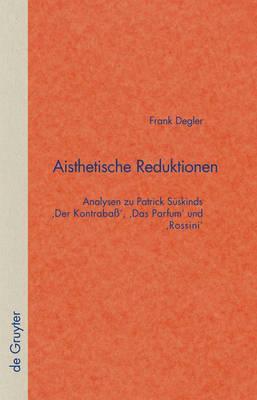 Frank Degler
Aisthetische Reduktionen
Analysen zu Patrick Süskinds
‚Der Kontrabaß‘, ‚Das Parfum‘ und
‚Rossini‘
de Gruyter